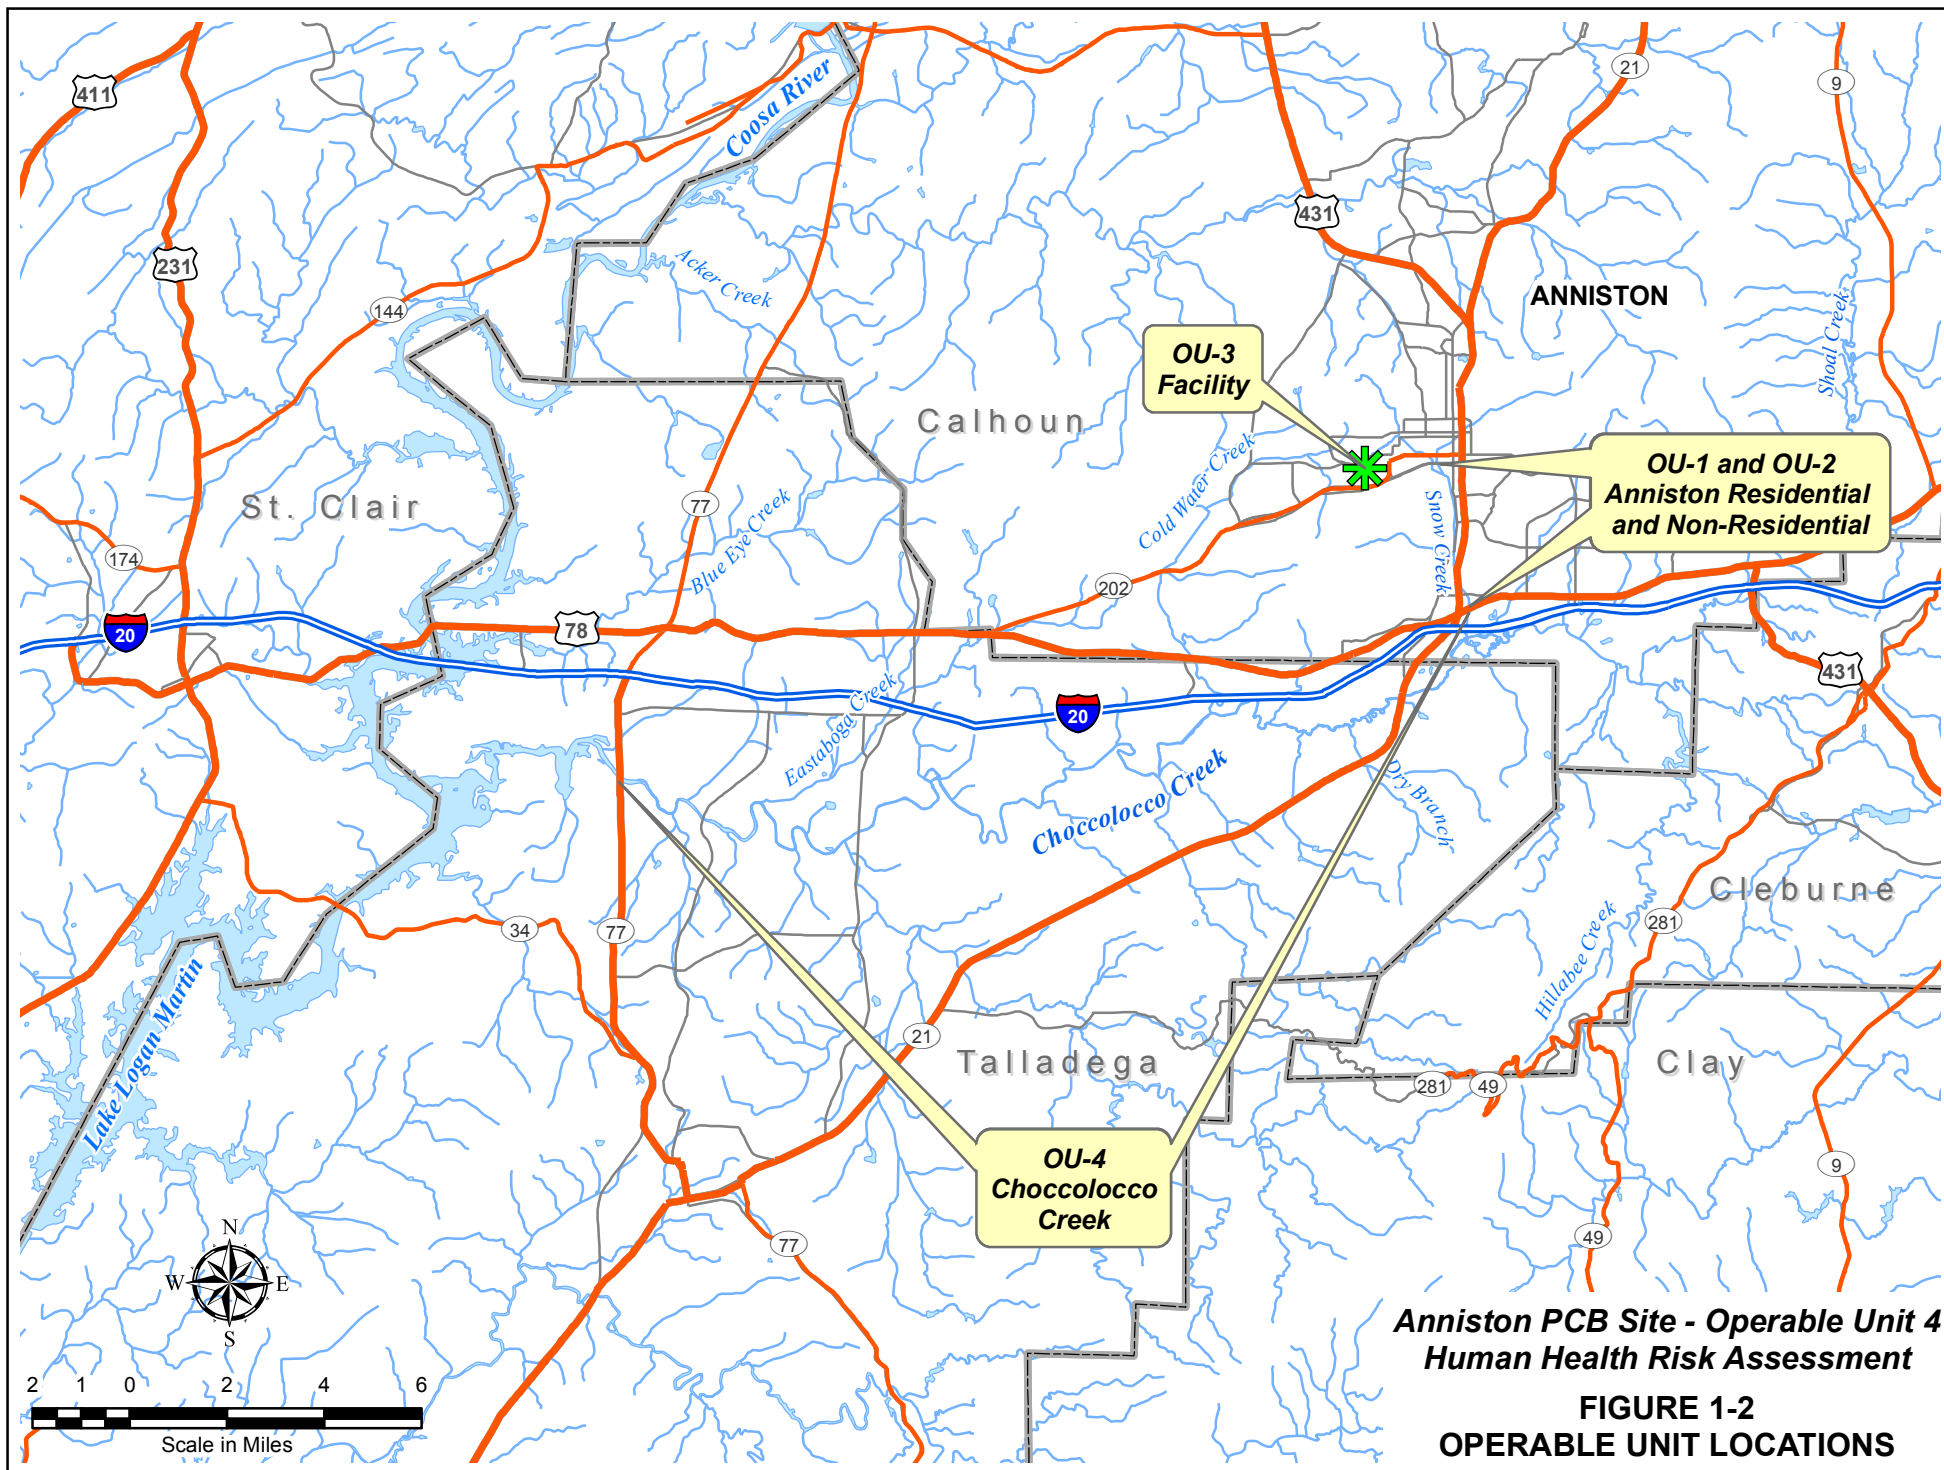 411
Coosa River
21
9
431
231
Acker Creek
144
ANNISTON
Shoal Creek
OU-3
Facility
Calhoun
Cold Water Creek
OU-1 and OU-2
Anniston Residential
and Non-Residential
St. Clair
77
Blue Eye Creek
Snow Creek
174
202
20
78
431
Eastaboga Creek
20
Choccolocco Creek
Dry Branch
Cleburne
281
Hillabee Creek
34
77
Lake Logan Martin
21
Talladega
Clay
281
49
OU-4
Choccolocco
Creek
9
49
77
N
W
E
S
2 1 0 2 4 6
Scale in Miles
Anniston PCB Site - Operable Unit 4
Human Health Risk Assessment
FIGURE 1-2
OPERABLE UNIT LOCATIONS